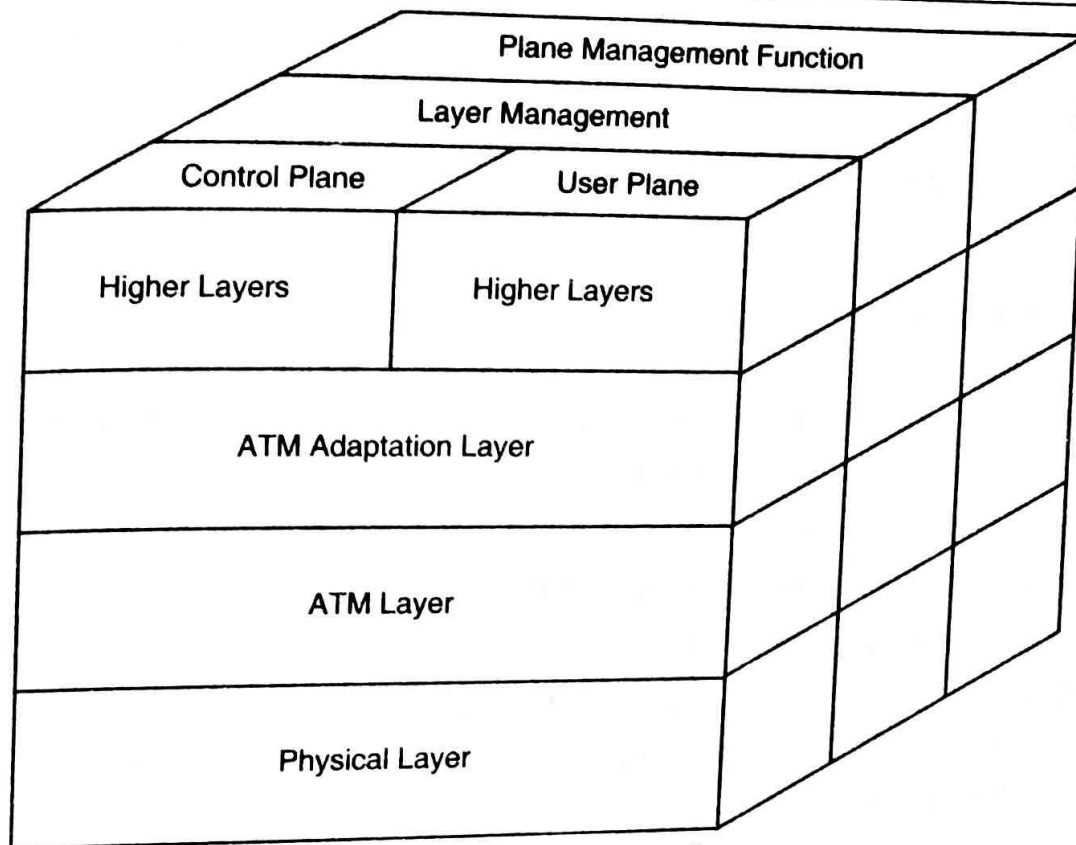 Plane Management Function
Layer Management
Control Plane
User Plane
Higher Layers
Higher Layers
ATM Adaptation Layer
ATM Layer
Physical Layer